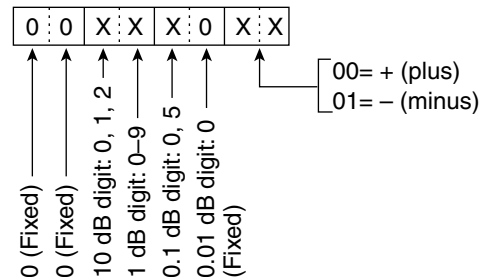 0 0 X X X 0 X X
00= + (plus)
01= – (minus)
0 (Fixed)
0 (Fixed)
10 dB digit: 0, 1, 2
1 dB digit: 0–9
0.1 dB digit: 0, 5
0.01 dB digit: 0
(Fixed)